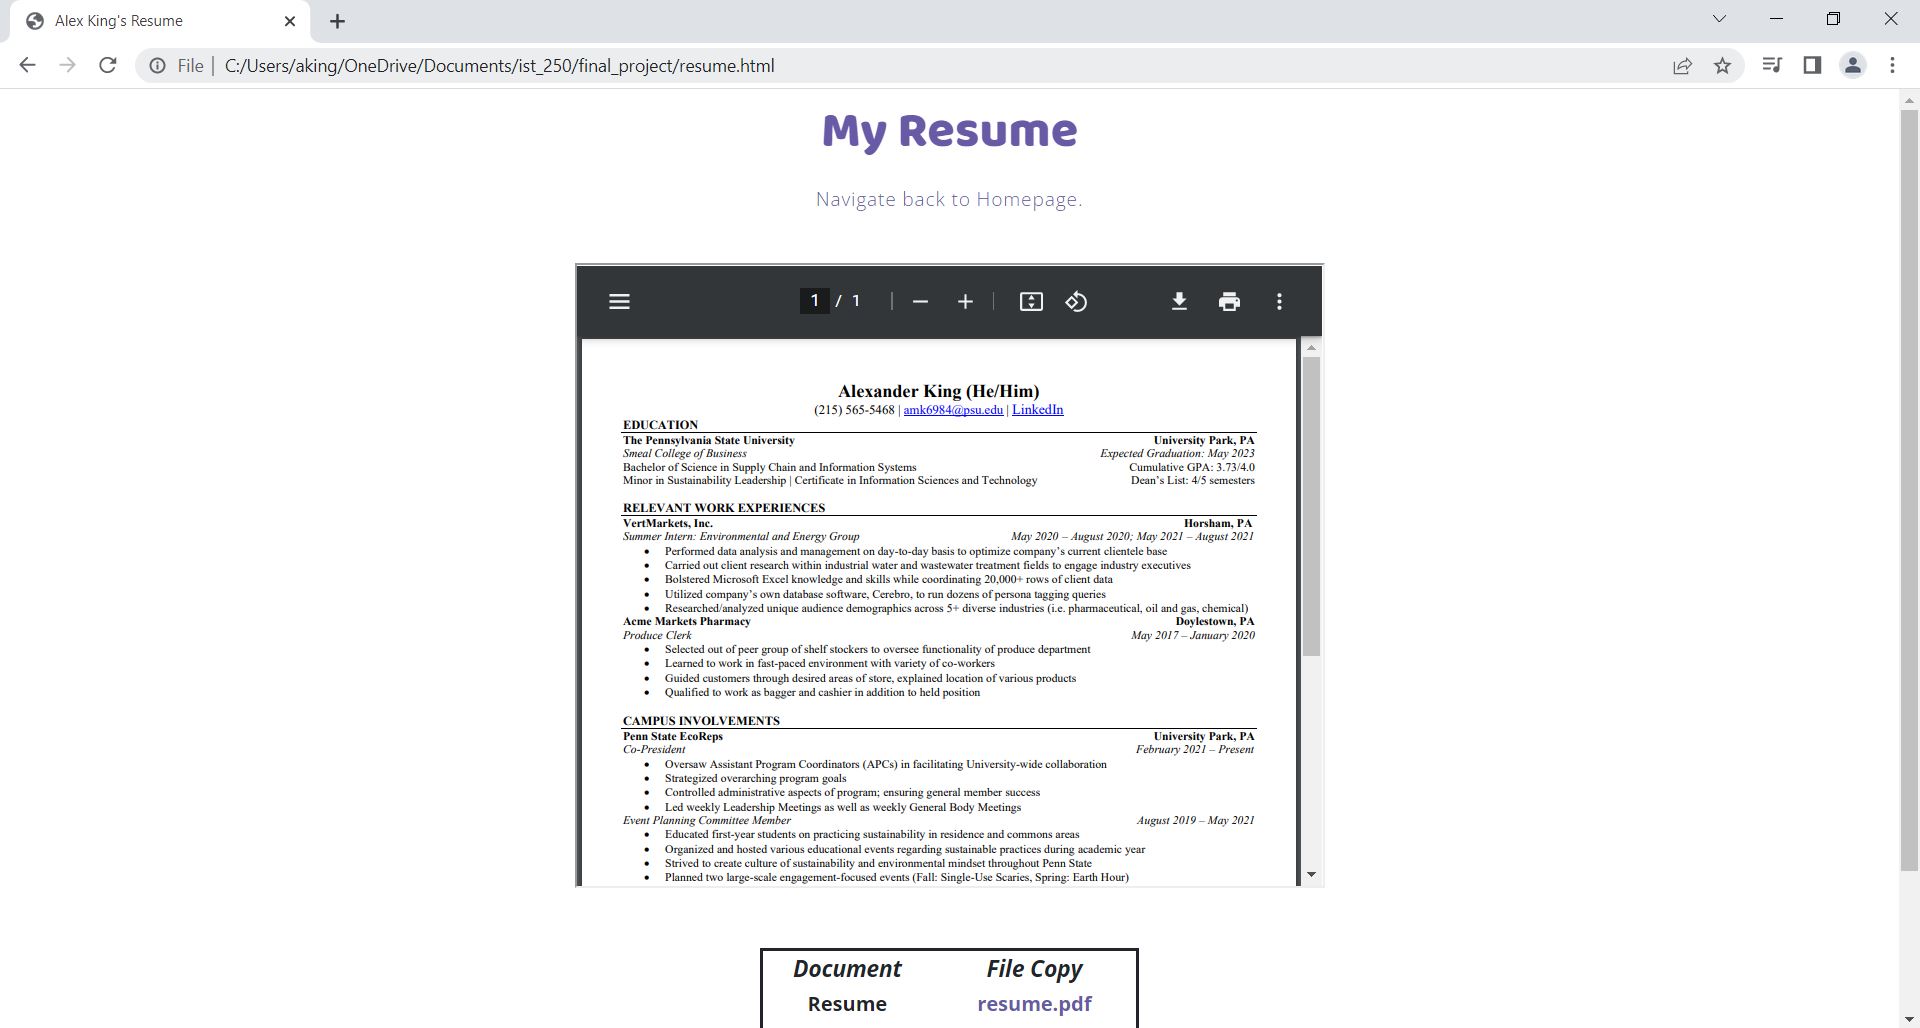 Alex King's Resume
File | C:/Users/aking/OneDrive/Documents/ist_250/final_project/resume.html
My Resume
Navigate back to Homepage.
1 / 1
Alexander King (He/Him)
(215) 565-5468 | amk6984@psu.edu | LinkedIn
EDUCATION
The Pennsylvania State University University Park, PA
Smeal College of Business Expected Graduation: May 2023
Bachelor of Science in Supply Chain and Information Systems Cumulative GPA: 3.73/4.0
Minor in Sustainability Leadership | Certificate in Information Sciences and Technology Dean's List: 4/5 semesters
RELEVANT WORK EXPERIENCES
VertMarkets, Inc. Horsham, PA
Summer Intern: Environmental and Energy Group May 2020 – August 2020; May 2021 – August 2021
• Performed data analysis and management on day-to-day basis to optimize company's current clientele base
• Carried out client research within industrial water and wastewater treatment fields to engage industry executives
• Bolstered Microsoft Excel knowledge and skills while coordinating 20,000+ rows of client data
• Utilized company's own database software, Cerebro, to run dozens of persona tagging queries
• Researched/analyzed unique audience demographics across 5+ diverse industries (i.e. pharmaceutical, oil and gas, chemical)
Acme Markets Pharmacy Doylestown, PA
Produce Clerk May 2017 – January 2020
• Selected out of peer group of shelf stockers to oversee functionality of produce department
• Learned to work in fast-paced environment with variety of co-workers
• Guided customers through desired areas of store, explained location of various products
• Qualified to work as bagger and cashier in addition to held position
CAMPUS INVOLVEMENTS
Penn State EcoReps University Park, PA
Co-President February 2021 – Present
• Oversaw Assistant Program Coordinators (APCs) in facilitating University-wide collaboration
• Strategized overarching program goals
• Controlled administrative aspects of program; ensuring general member success
• Led weekly Leadership Meetings as well as weekly General Body Meetings
Event Planning Committee Member August 2019 – May 2021
• Educated first-year students on practicing sustainability in residence and commons areas
• Organized and hosted various educational events regarding sustainable practices during academic year
• Strived to create culture of sustainability and environmental mindset throughout Penn State
• Planned two large-scale engagement-focused events (Fall: Single-Use Scaries, Spring: Earth Hour)
Document File Copy
Resume resume.pdf